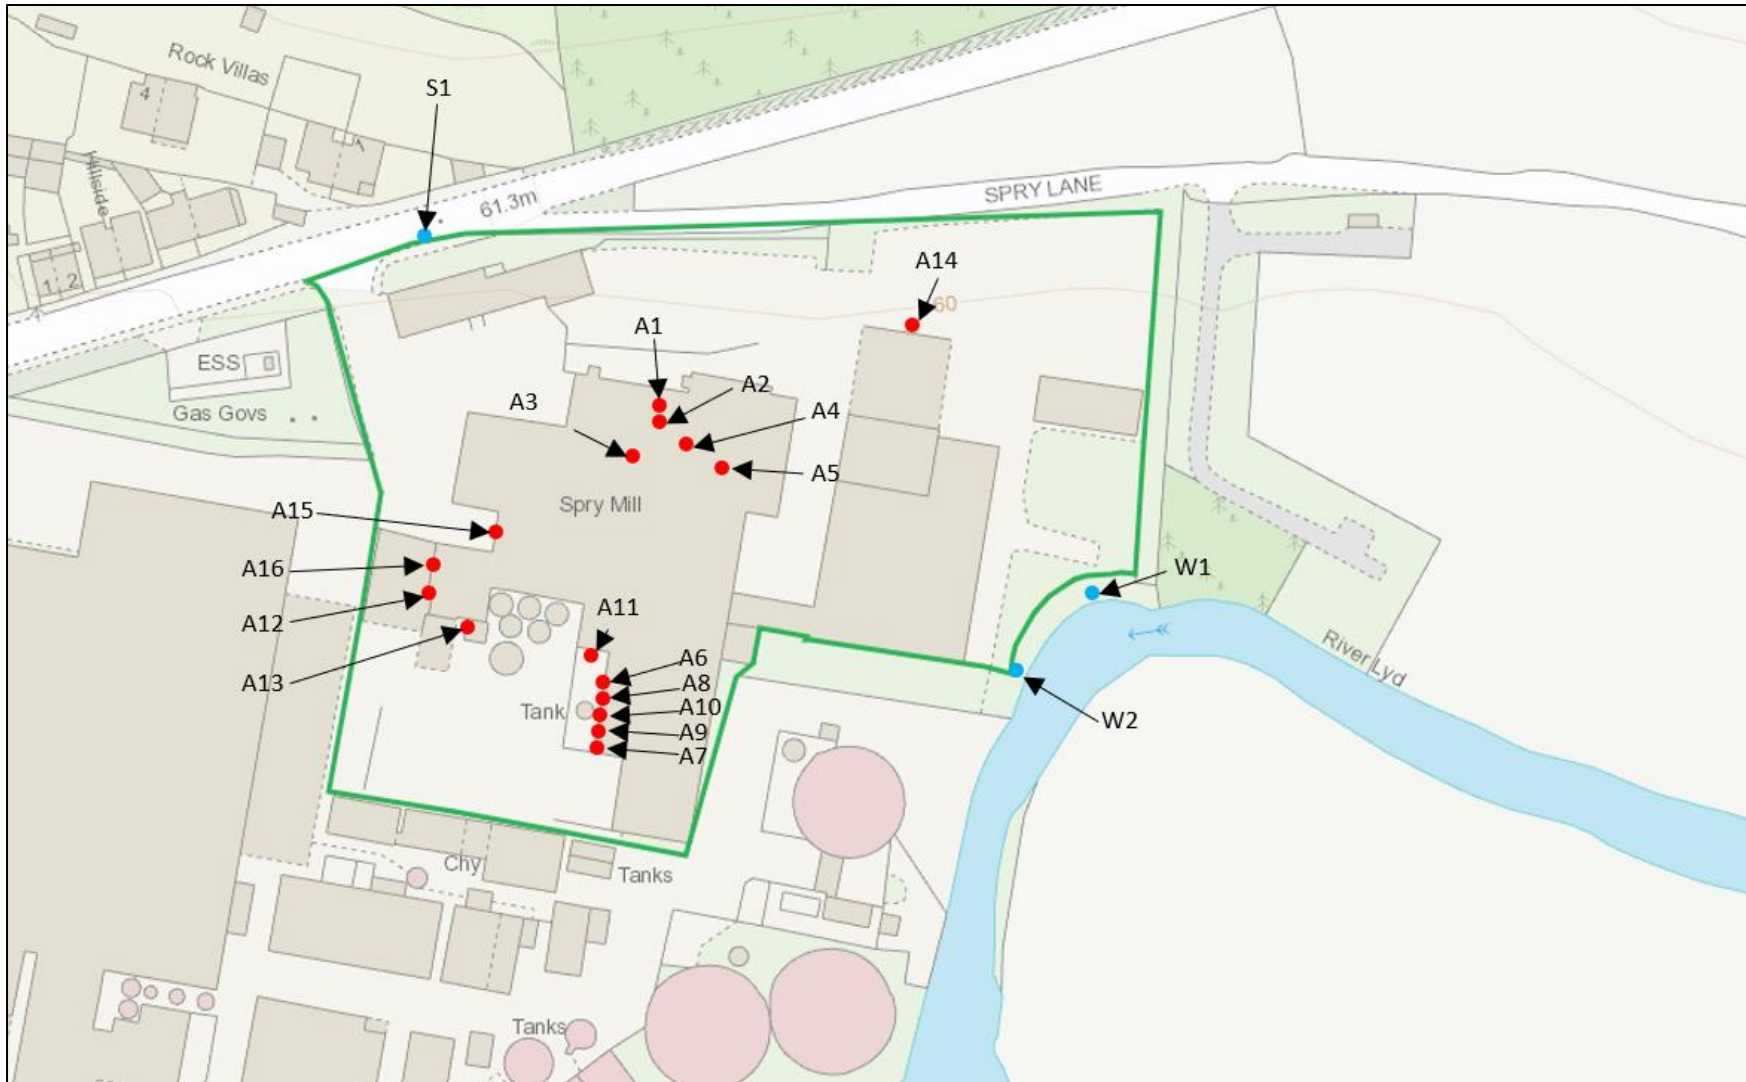 Rock Villas
4
S1
1
Hillside
61.3m
SPRY LANE
1 2
A14
60
A1
ESS
A2
A3
A4
Gas Govs
A5
Spry Mill
A15
A16
W1
A11
A12
River Lyd
A6
A13
A8
Tank
A10
W2
A9
A7
Chy
Tanks
Tanks